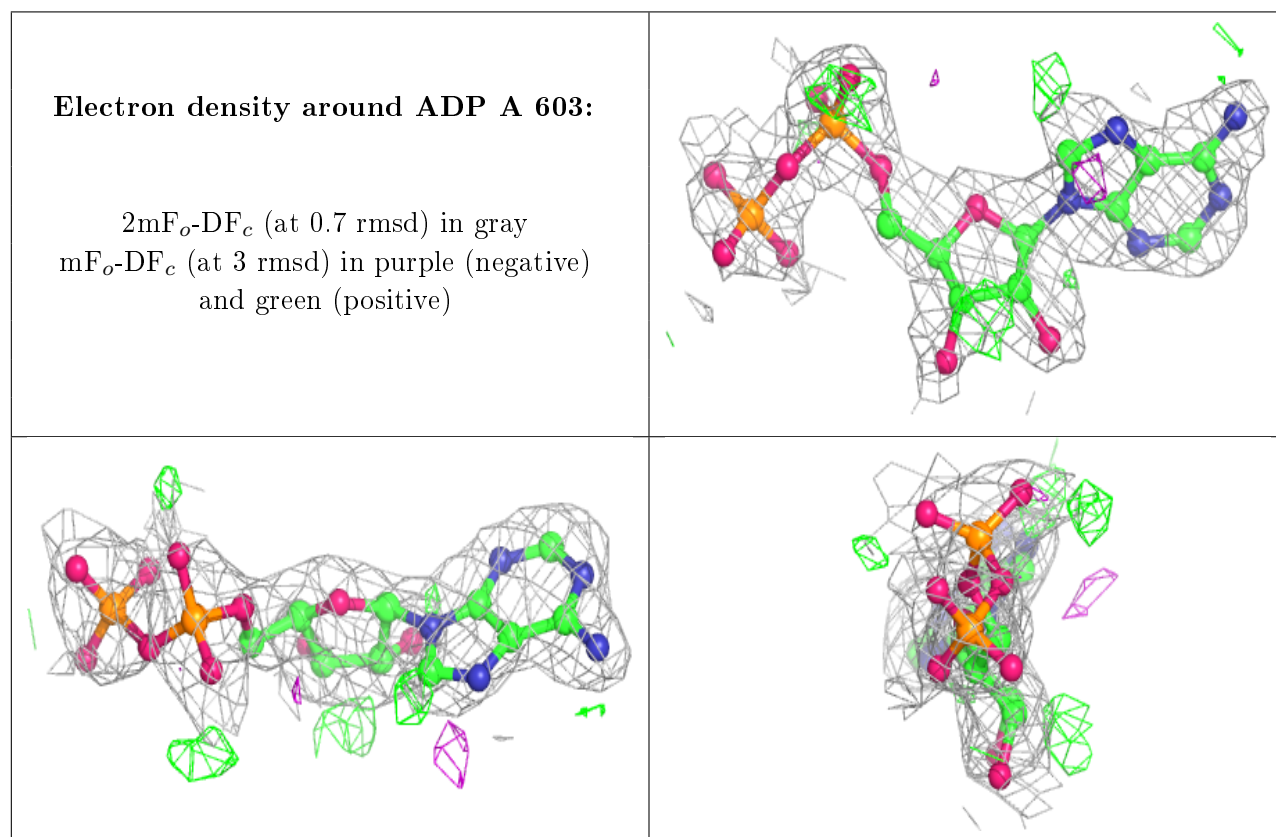 Electron density around ADP A 603:
2mFo-DFc (at 0.7 rmsd) in gray
mFo-DFc (at 3 rmsd) in purple (negative)
and green (positive)